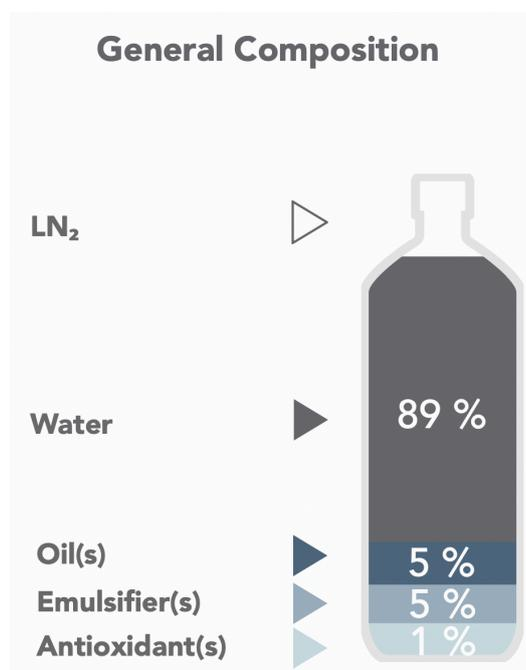 General Composition
LN₂
Water
89 %
Oil(s)
5 %
Emulsifier(s)
5 %
Antioxidant(s)
1 %